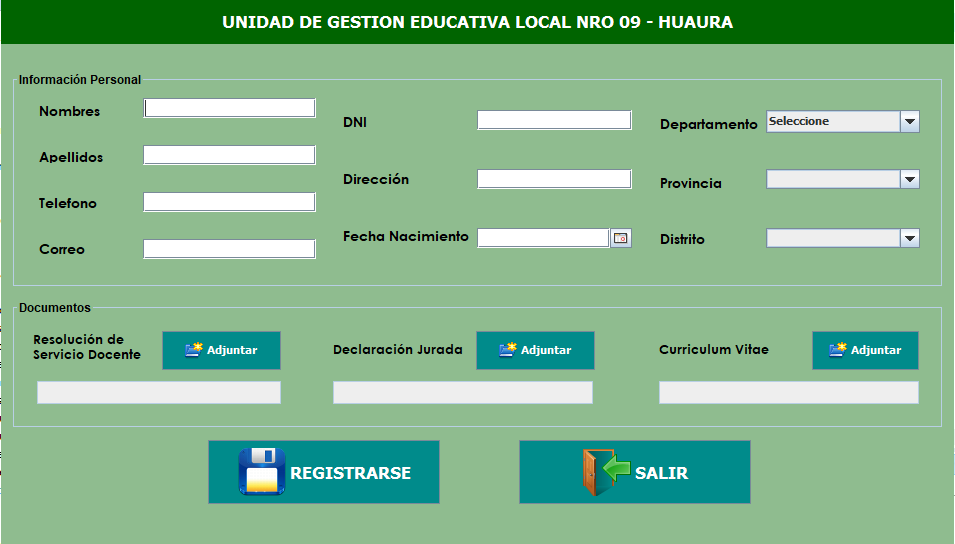 UNIDAD DE GESTION EDUCATIVA LOCAL NRO 09 - HUAURA
Información Personal
Nombres
Apellidos
Telefono
Correo
DNI
Dirección
Fecha Nacimiento
Departamento
Seleccione
Provincia
Distrito
Documentos
Resolución de
Servicio Docente
Adjuntar
Declaración Jurada
Adjuntar
Curriculum Vitae
Adjuntar
REGISTRARSE
SALIR